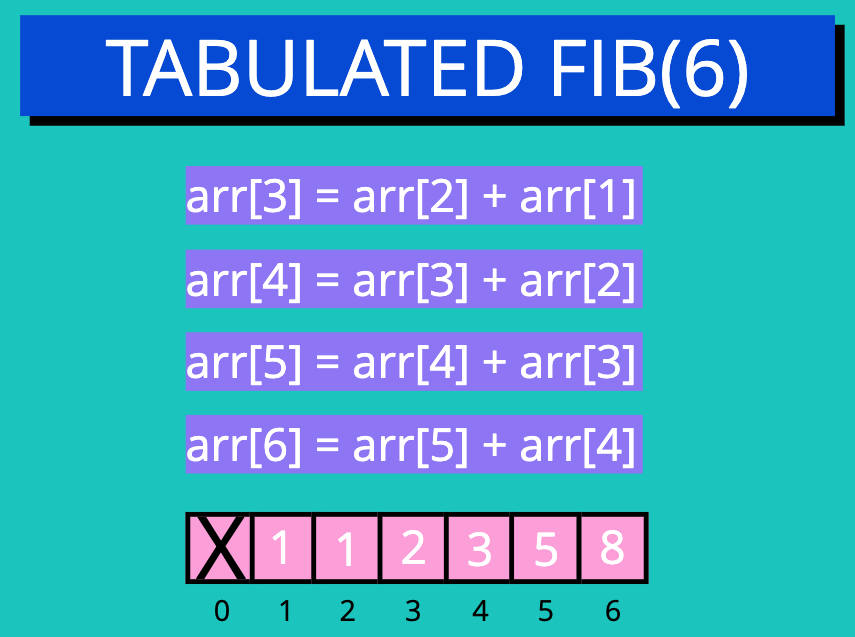 TABULATED FIB(6)
arr[3] = arr[2] + arr[1]
arr[4] = arr[3] + arr[2]
arr[5] = arr[4] + arr[3]
arr[6] = arr[5] + arr[4]
X 1 1 2 3 5 8
0 1 2 3 4 5 6